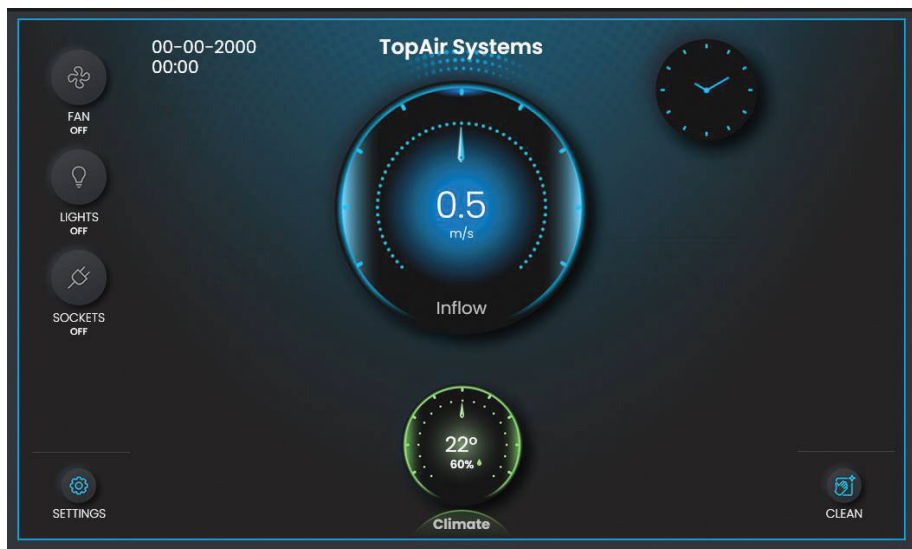 00-00-2000
00:00
TopAir Systems
FAN
OFF
LIGHTS
OFF
SOCKETS
OFF
0.5
m/s
Inflow
22°
60%
Climate
SETTINGS
CLEAN